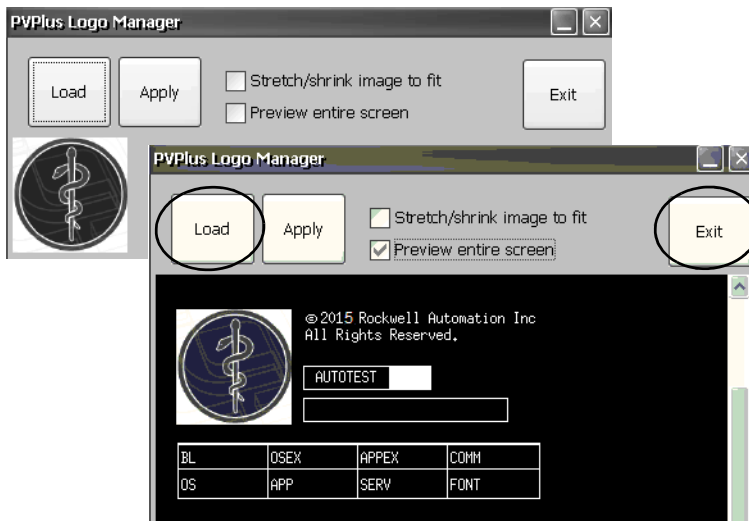 PVPlus Logo Manager
Load
Apply
Stretch/shrink image to fit
Preview entire screen
Exit
PVPlus Logo Manager
Load
Apply
Stretch/shrink image to fit
Preview entire screen
Exit
©2015 Rockwell Automation Inc
All Rights Reserved.
AUTOTEST
BL OSEX APPEX COMM
OS APP SERV FONT